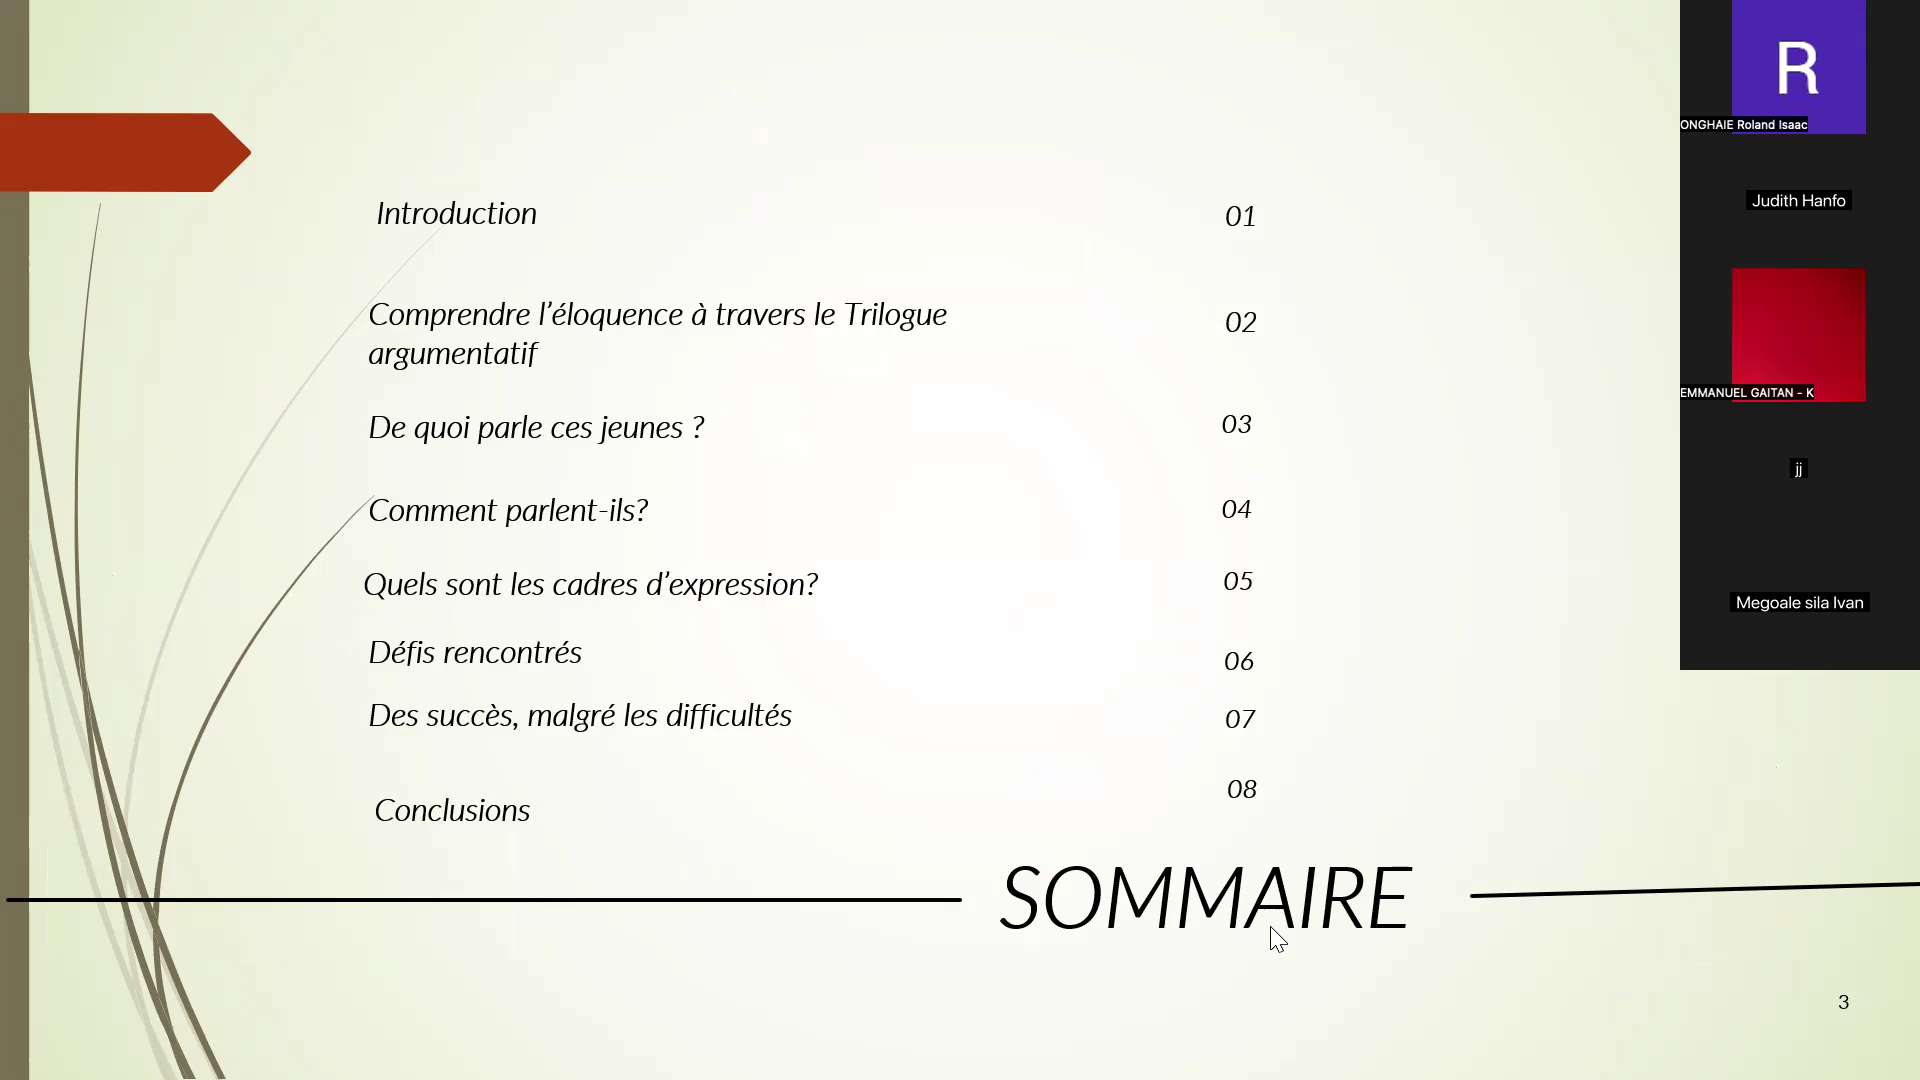 Introduction 01
Comprendre l’éloquence à travers le Trilogue 02
argumentatif
De quoi parle ces jeunes ? 03
Comment parlent-ils? 04
Quels sont les cadres d’expression? 05
Défis rencontrés 06
Des succès, malgré les difficultés 07
Conclusions 08
SOMMAIRE
3
R
ONGHAIE Roland Isaac
Judith Hanfo
EMMANUEL GAITAN - K
jj
Megoale sila Ivan